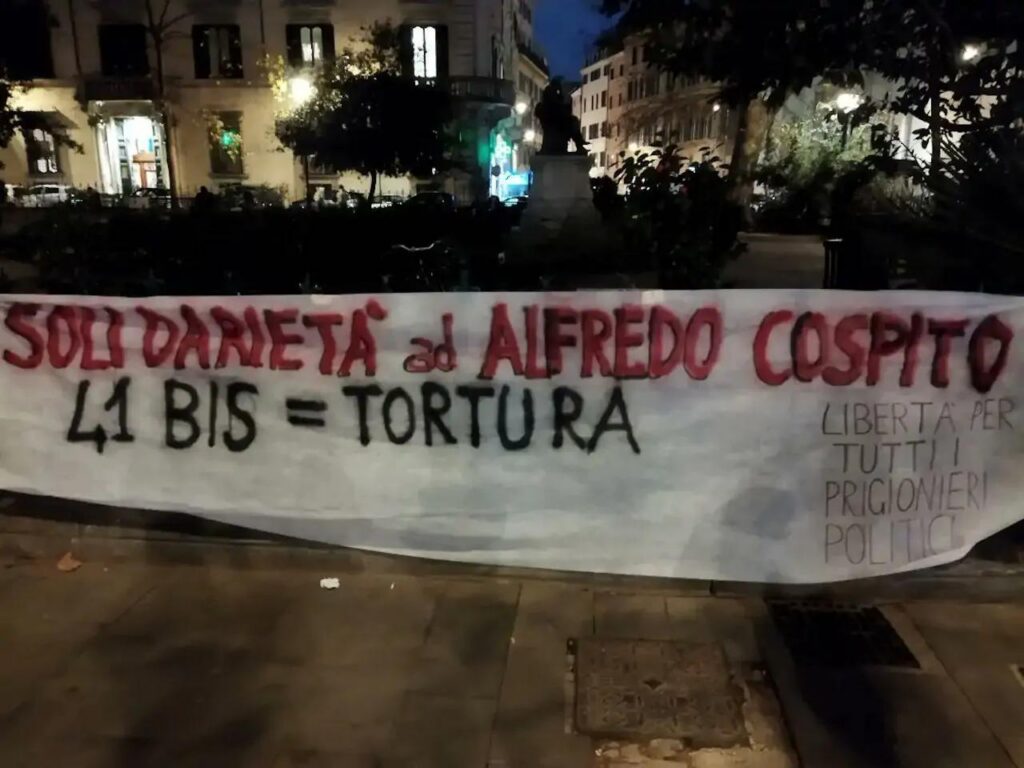 SOLIDARIETÀ ad ALFREDO COSPITO
41 BIS = TORTURA
LIBERTÀ PER
TUTTI I
PRIGIONIERI
POLITICI